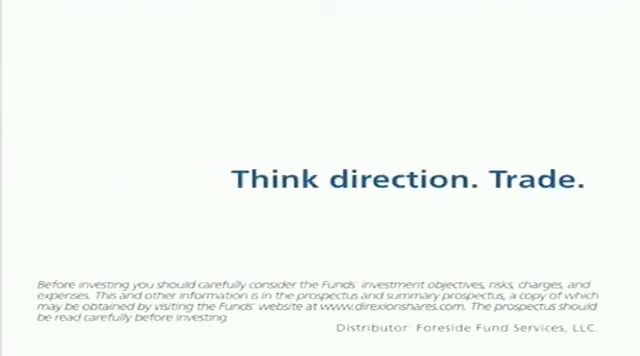 Think direction. Trade.
Before investing you should carefully consider the Funds' investment objectives, risks, charges, and
expenses. This and other information is in the prospectus and summary prospectus, a copy of which
may be obtained by visiting the Funds' website at www.direxionshares.com. The prospectus should
be read carefully before investing.
Distributor: Foreside Fund Services, LLC.